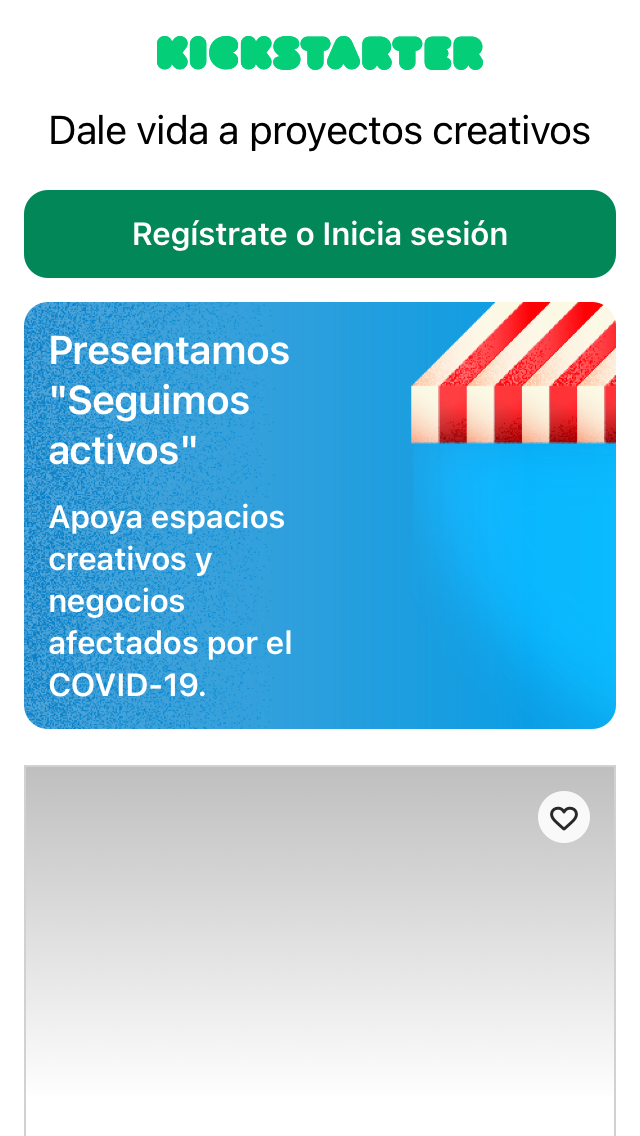 KICKSTARTER
Dale vida a proyectos creativos
Regístrate o Inicia sesión
Presentamos
"Seguimos
activos"
Apoya espacios
creativos y
negocios
afectados por el
COVID-19.